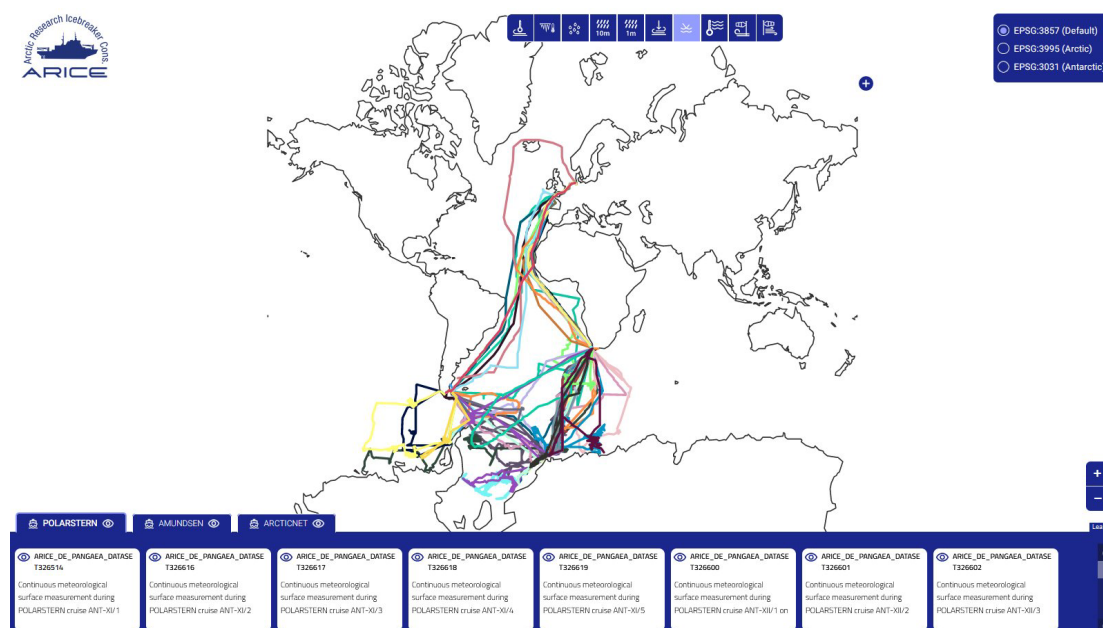 Arctic Research Icebreaker Cons.
ARICE
10m
1m
EPSG:3857 (Default)
EPSG:3995 (Arctic)
EPSG:3031 (Antarctic)
+
+
−
POLARSTERN
AMUNDSEN
ARCTICNET
Lea
ARICE_DE_PANGAEA_DATASE
T326514
Continuous meteorological
surface measurement during
POLARSTERN cruise ANT-XI/1
ARICE_DE_PANGAEA_DATASE
T326616
Continuous meteorological
surface measurement during
POLARSTERN cruise ANT-XI/2
ARICE_DE_PANGAEA_DATASE
T326617
Continuous meteorological
surface measurement during
POLARSTERN cruise ANT-XI/3
ARICE_DE_PANGAEA_DATASE
T326618
Continuous meteorological
surface measurement during
POLARSTERN cruise ANT-XI/4
ARICE_DE_PANGAEA_DATASE
T326619
Continuous meteorological
surface measurement during
POLARSTERN cruise ANT-XI/5
ARICE_DE_PANGAEA_DATASE
T326600
Continuous meteorological
surface measurement during
POLARSTERN cruise ANT-XII/1 on
ARICE_DE_PANGAEA_DATASE
T326601
Continuous meteorological
surface measurement during
POLARSTERN cruise ANT-XII/2
ARICE_DE_PANGAEA_DATASE
T326602
Continuous meteorological
surface measurement during
POLARSTERN cruise ANT-XII/3